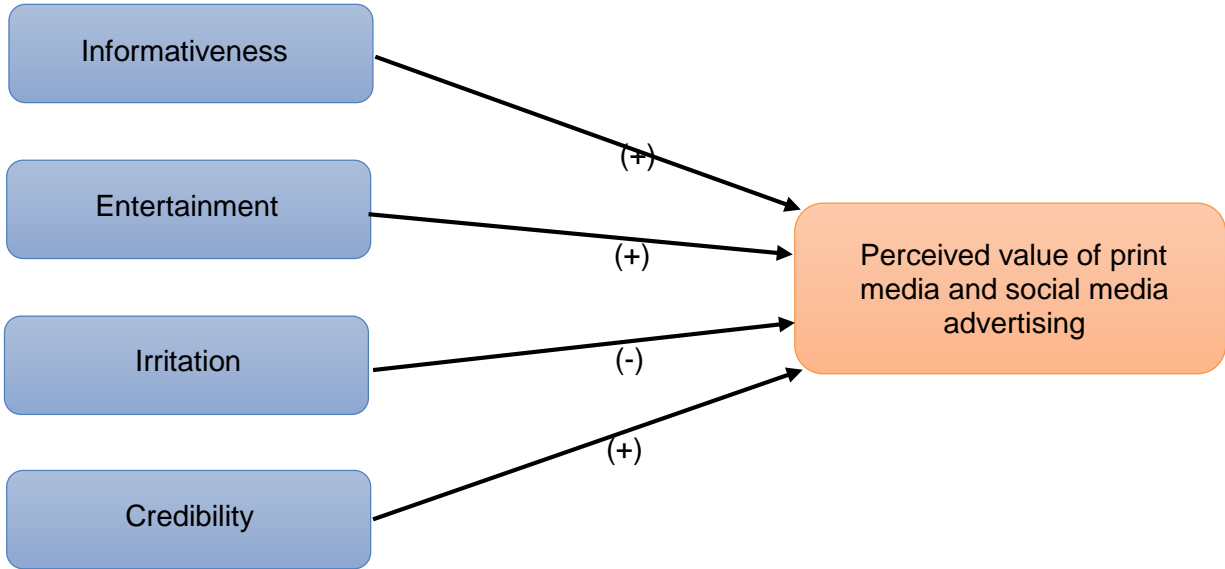 Informativeness
(+)
Entertainment
(+)
Perceived value of print
media and social media
advertising
Irritation
(-)
(+)
Credibility